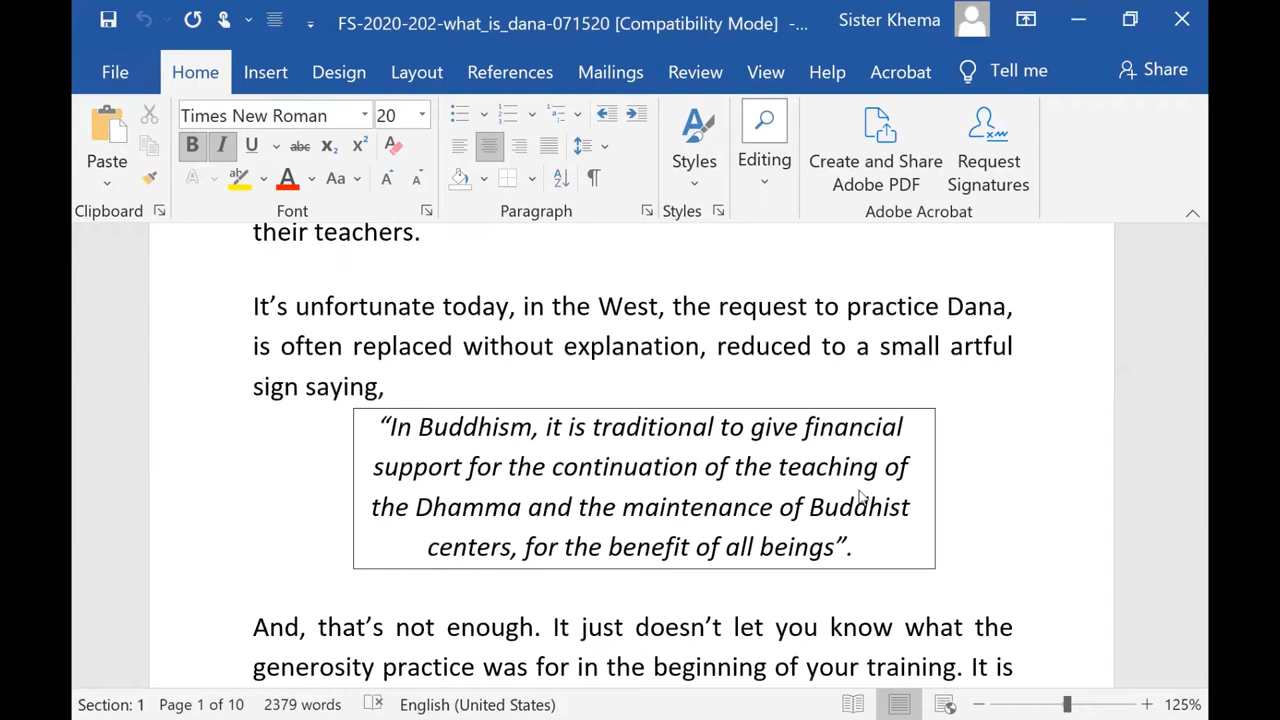 FS-2020-202-what_is_dana-071520 [Compatibility Mode] -... Sister Khema
File Home Insert Design Layout References Mailings Review View Help Acrobat Tell me Share
Times New Roman 20
Paste Styles Editing Create and Share Adobe PDF Request Signatures
Clipboard Font Paragraph Styles Adobe Acrobat
their teachers.
It's unfortunate today, in the West, the request to practice Dana,
is often replaced without explanation, reduced to a small artful
sign saying,
“In Buddhism, it is traditional to give financial
support for the continuation of the teaching of
the Dhamma and the maintenance of Buddhist
centers, for the benefit of all beings”.
And, that's not enough. It just doesn't let you know what the
generosity practice was for in the beginning of your training. It is
Section: 1 Page 1 of 10 2379 words English (United States) 125%